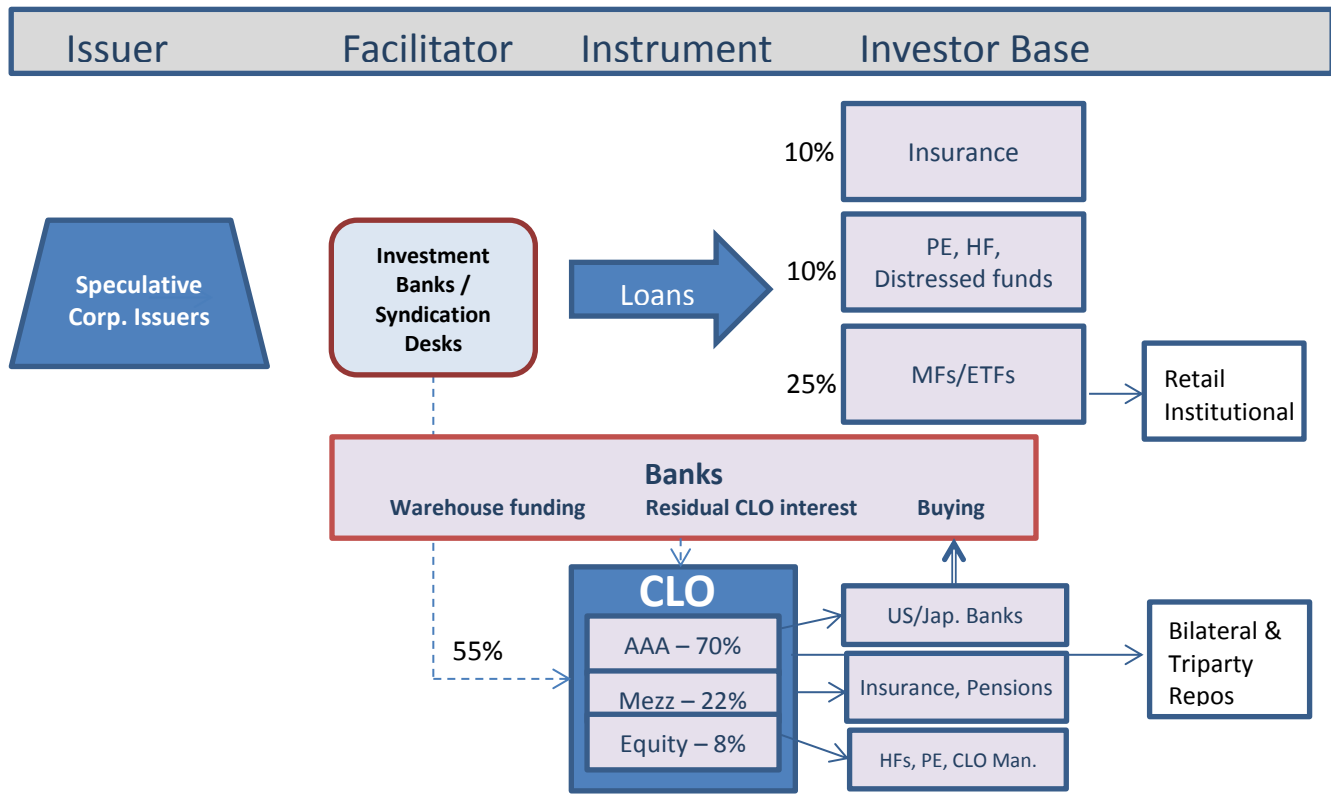 Issuer Facilitator Instrument Investor Base
10%
Insurance
Speculative
Corp. Issuers
Investment
Banks /
Syndication
Desks
Loans
10%
PE, HF,
Distressed funds
25%
MFs/ETFs
Retail
Institutional
Banks
Warehouse funding Residual CLO interest Buying
55%
CLO
AAA – 70%
Mezz – 22%
Equity – 8%
US/Jap. Banks
Insurance, Pensions
HFs, PE, CLO Man.
Bilateral &
Triparty
Repos